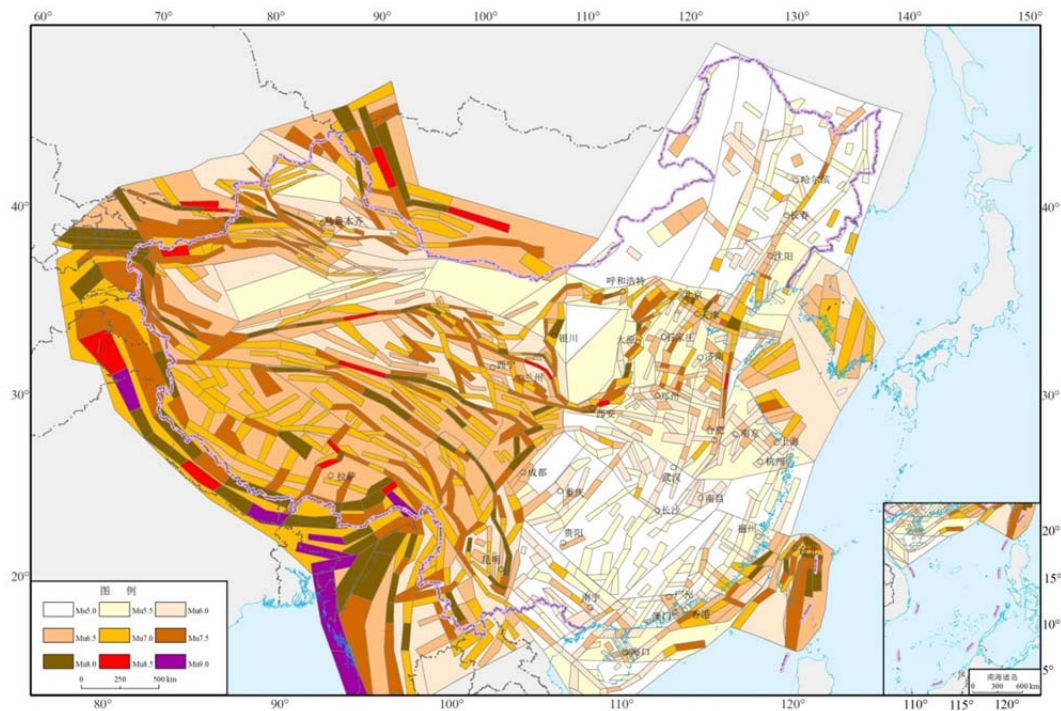 60° 70° 80° 90° 100° 110° 120° 130° 140° 150°
哈尔滨
40° 乌鲁木齐 长春 40°
沈阳
呼和浩特 北京
天津
银川 太原 石家庄
西宁 济南
兰州
30° 西安 郑州 30°
合肥 南京 上海
成都 杭州
拉萨 武汉
重庆 南昌
长沙
贵阳 福州
昆明 台北
20° 20°
图 例 南宁 广州 15°
Mu5.0 Mu5.5 Mu6.0 澳门 香港
Mu6.5 Mu7.0 Mu7.5 10°
Mu8.0 Mu8.5 Mu9.0 海口
0 250 500 km 南海诸岛 5°
0 300 600 km
80° 90° 100° 110° 120° 110° 115° 120°